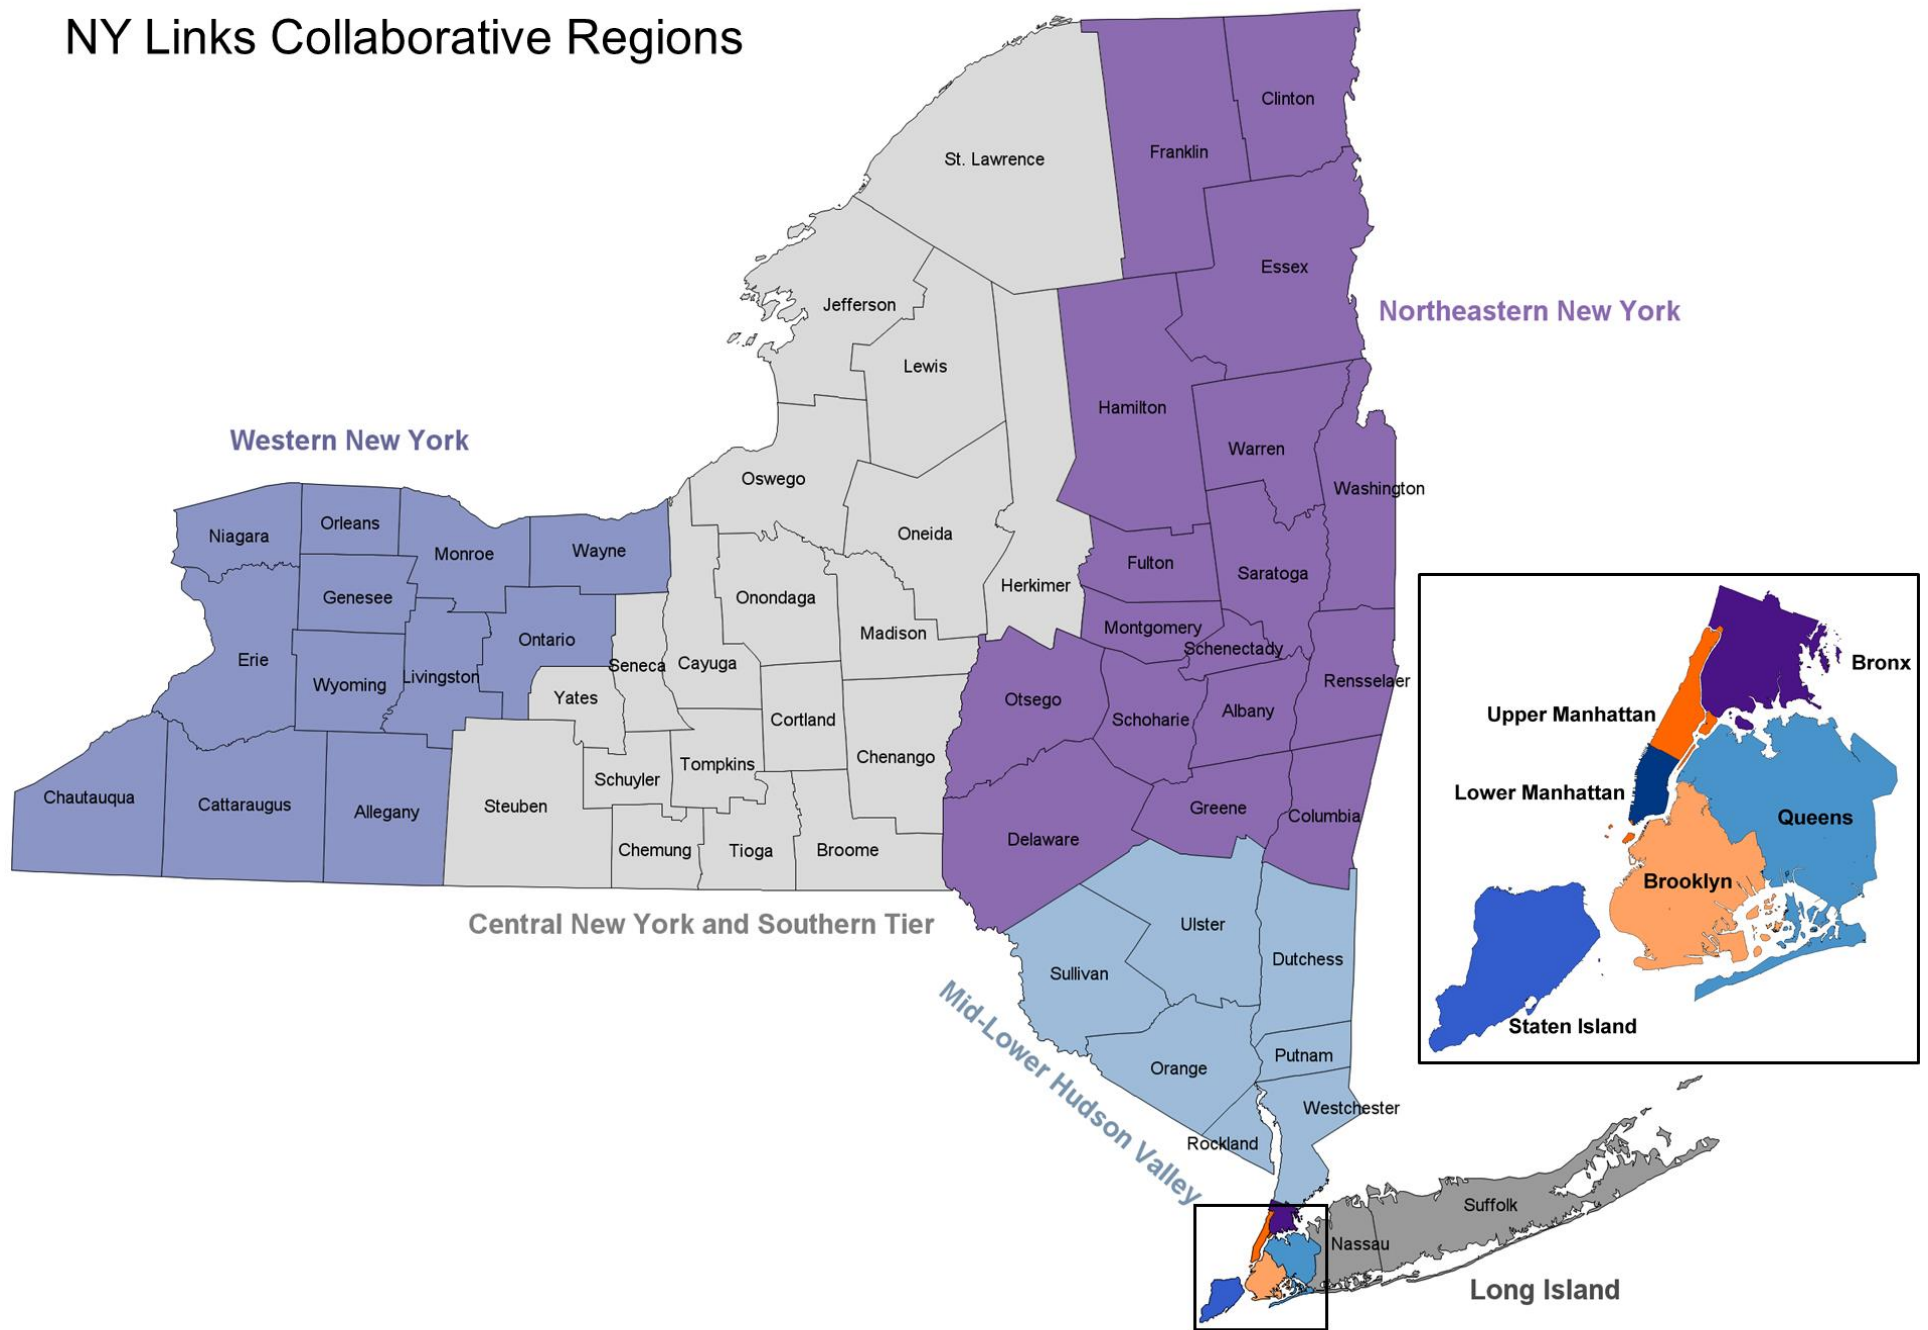 NY Links Collaborative Regions
Clinton
Franklin
St. Lawrence
Essex
Jefferson
Northeastern New York
Lewis
Hamilton
Western New York
Warren
Oswego
Washington
Orleans
Niagara
Oneida
Monroe
Wayne
Fulton
Saratoga
Herkimer
Genesee
Onondaga
Montgomery
Madison
Ontario
Schenectady
Erie
Seneca
Cayuga
Livingston
Wyoming
Rensselaer
Yates
Otsego
Albany
Schoharie
Cortland
Chenango
Tompkins
Schuyler
Chautauqua
Cattaraugus
Allegany
Steuben
Greene
Columbia
Delaware
Chemung
Tioga
Broome
Central New York and Southern Tier
Ulster
Dutchess
Sullivan
Mid-Lower Hudson Valley
Putnam
Orange
Westchester
Rockland
Bronx
Upper Manhattan
Lower Manhattan
Queens
Brooklyn
Staten Island
Suffolk
Nassau
Long Island